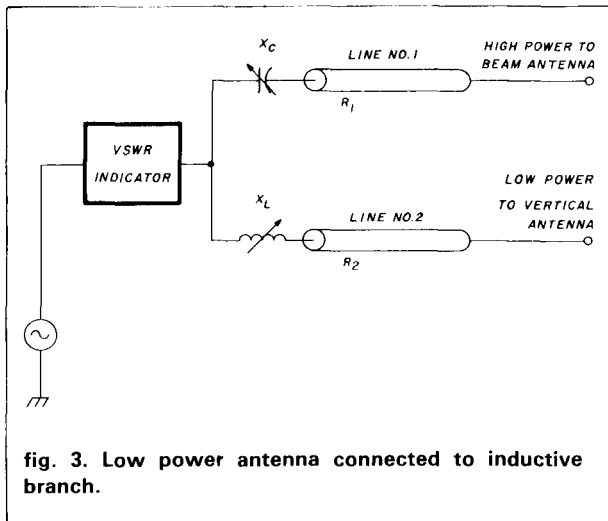 X_C
LINE NO.1
HIGH POWER TO
BEAM ANTENNA
R_1
VSWR
INDICATOR
X_L
LINE NO.2
LOW POWER
TO VERTICAL
ANTENNA
R_2
fig. 3. Low power antenna connected to inductive
branch.